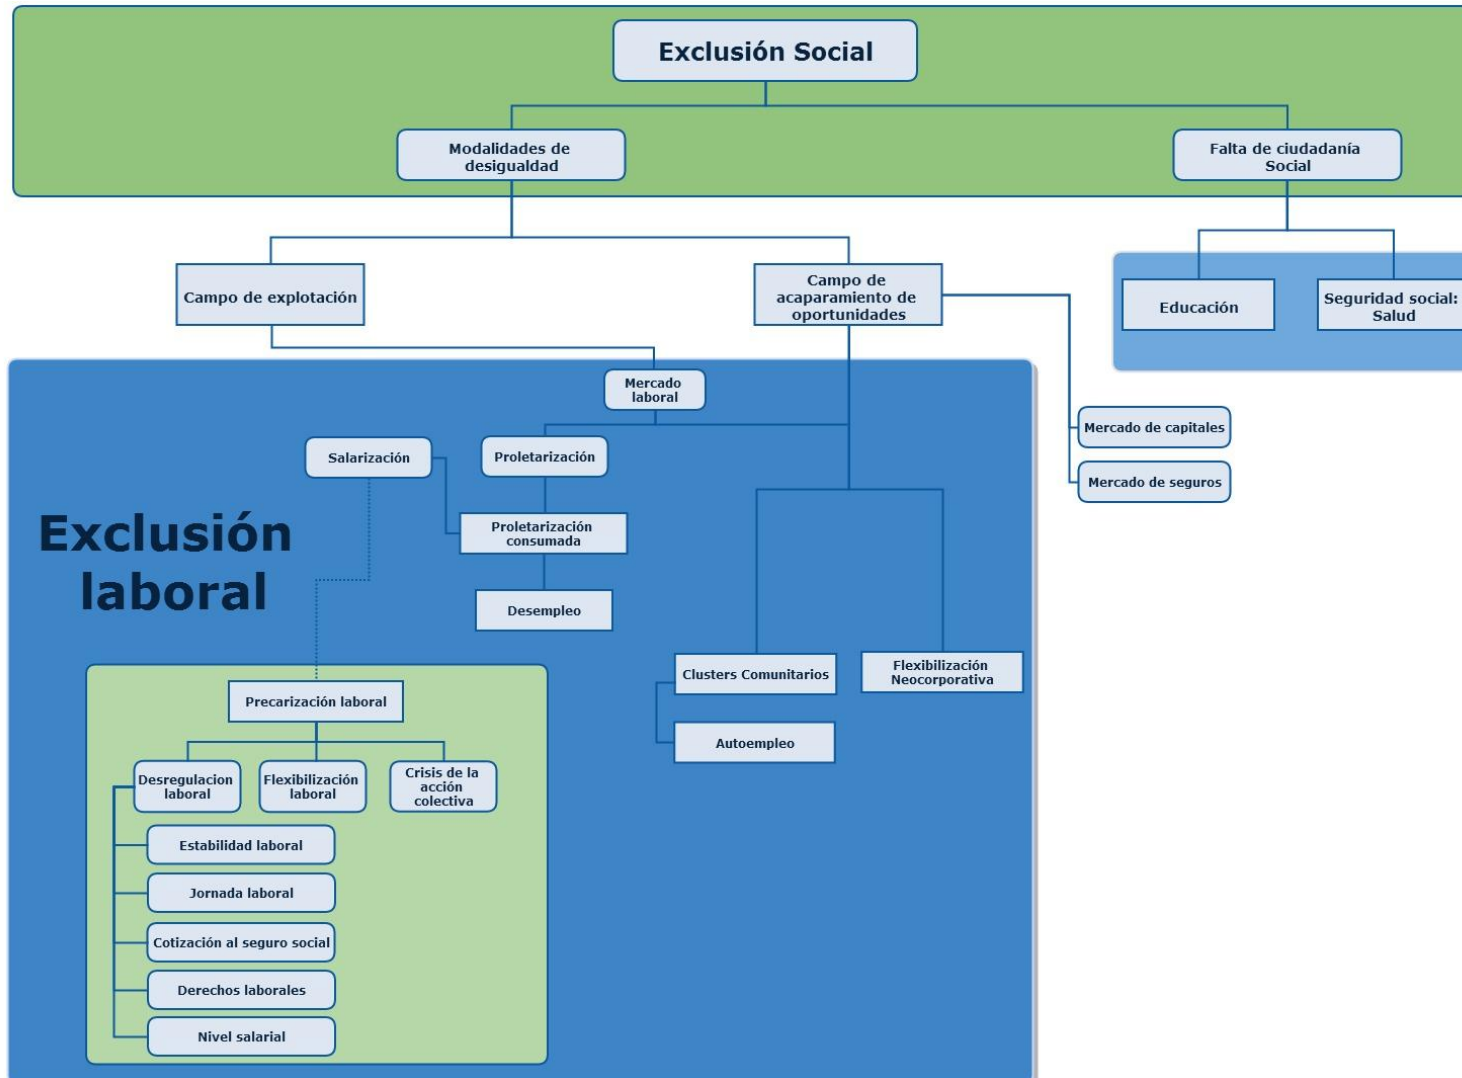 Exclusión Social
Modalidades de
desigualdad
Falta de ciudadanía
Social
Campo de explotación
Campo de
acaparamiento de
oportunidades
Educación
Seguridad social:
Salud
Mercado
laboral
Mercado de capitales
Mercado de seguros
Salarización
Proletarización
Proletarización
consumada
Desempleo
Exclusión
laboral
Clusters Comunitarios
Flexibilización
Neocorporativa
Autoempleo
Precarización laboral
Desregulacion
laboral
Flexibilización
laboral
Crisis de la
acción
colectiva
Estabilidad laboral
Jornada laboral
Cotización al seguro social
Derechos laborales
Nivel salarial